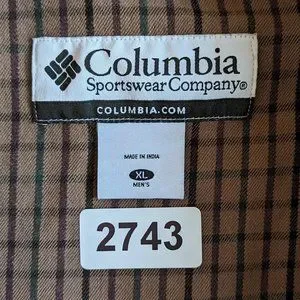 Columbia
Sportswear Company®
COLUMBIA.COM
MADE IN INDIA
XL
MEN'S
2743